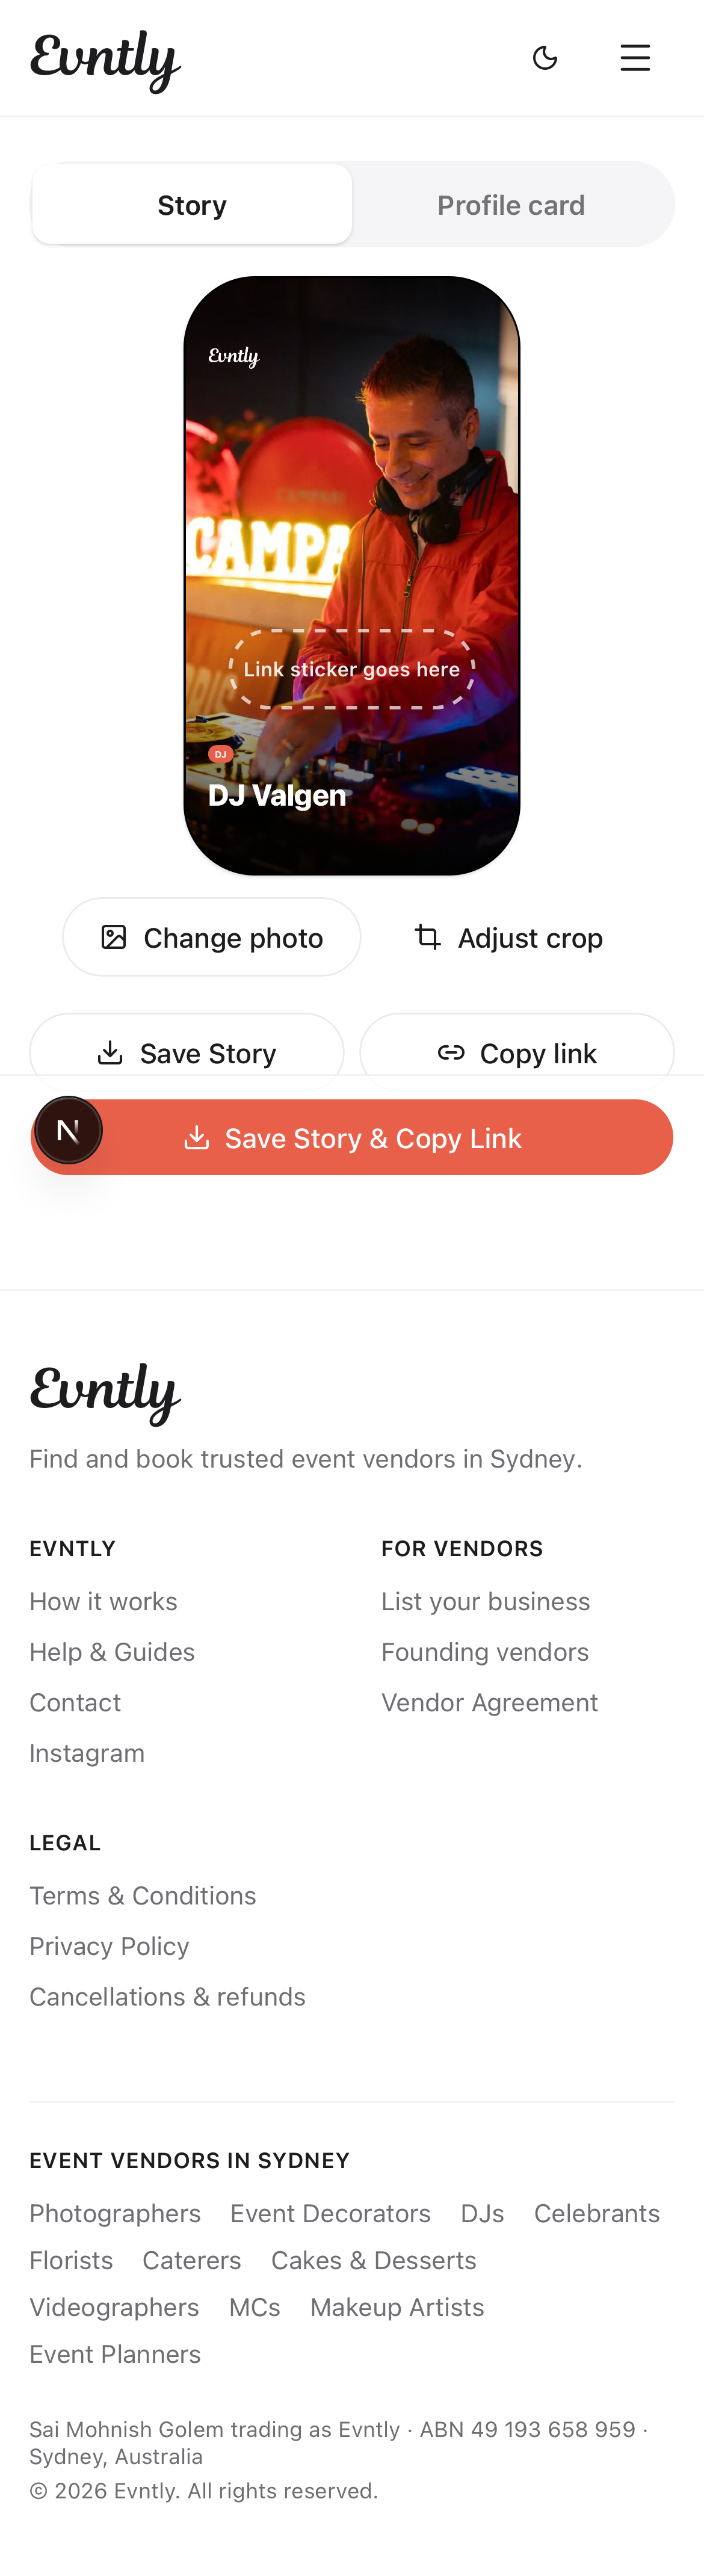 Evntly
Story
Profile card
Evntly
CAMPARI
CAMPA
Link sticker goes here
DJ
DJ Valgen
Change photo
Adjust crop
Save Story
Copy link
N
Save Story & Copy Link
Evntly
Find and book trusted event vendors in Sydney.
EVNTLY
FOR VENDORS
How it works
List your business
Help & Guides
Founding vendors
Contact
Vendor Agreement
Instagram
LEGAL
Terms & Conditions
Privacy Policy
Cancellations & refunds
EVENT VENDORS IN SYDNEY
Photographers Event Decorators DJs Celebrants
Florists Caterers Cakes & Desserts
Videographers MCs Makeup Artists
Event Planners
Sai Mohnish Golem trading as Evntly · ABN 49 193 658 959 ·
Sydney, Australia
© 2026 Evntly. All rights reserved.